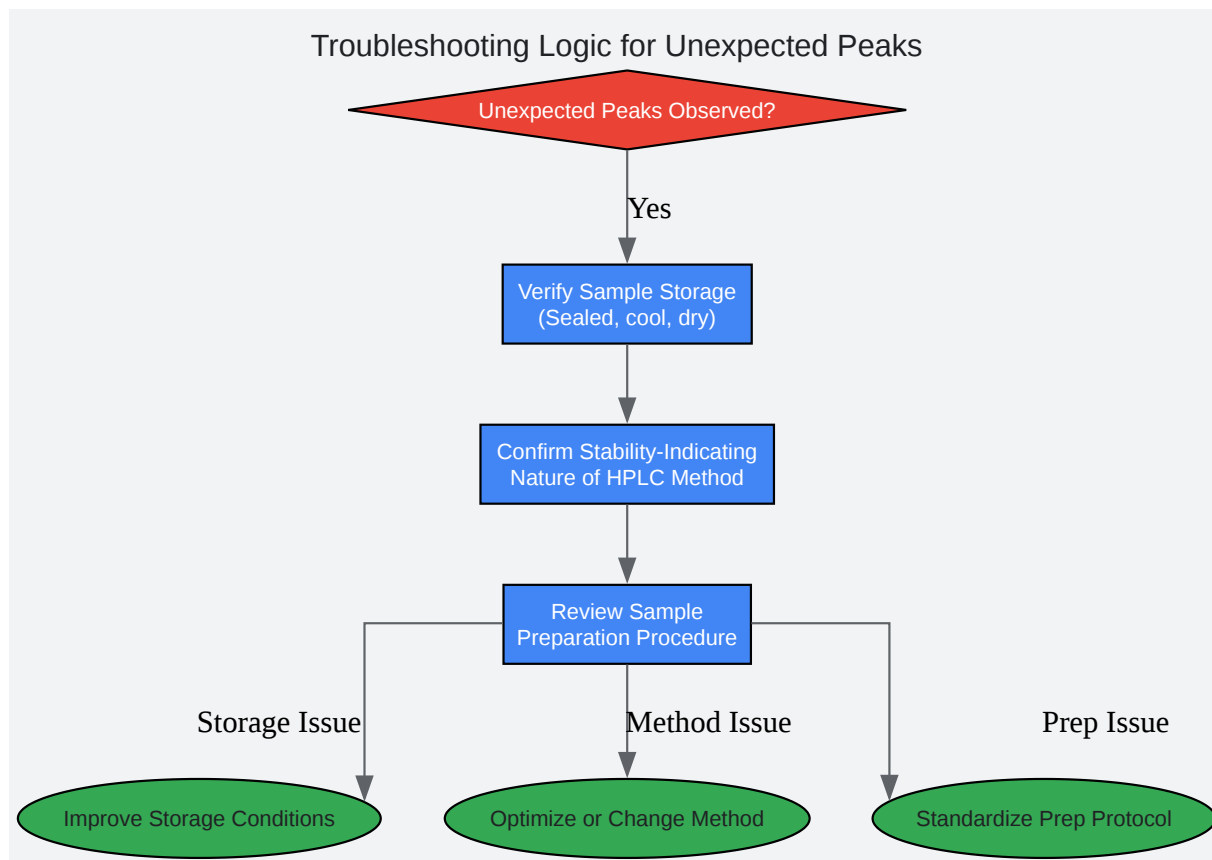 Troubleshooting Logic for Unexpected Peaks
Unexpected Peaks Observed?
Yes
Verify Sample Storage
(Sealed, cool, dry)
Confirm Stability-Indicating
Nature of HPLC Method
Review Sample
Preparation Procedure
Storage Issue
Method Issue
Prep Issue
Improve Storage Conditions
Optimize or Change Method
Standardize Prep Protocol